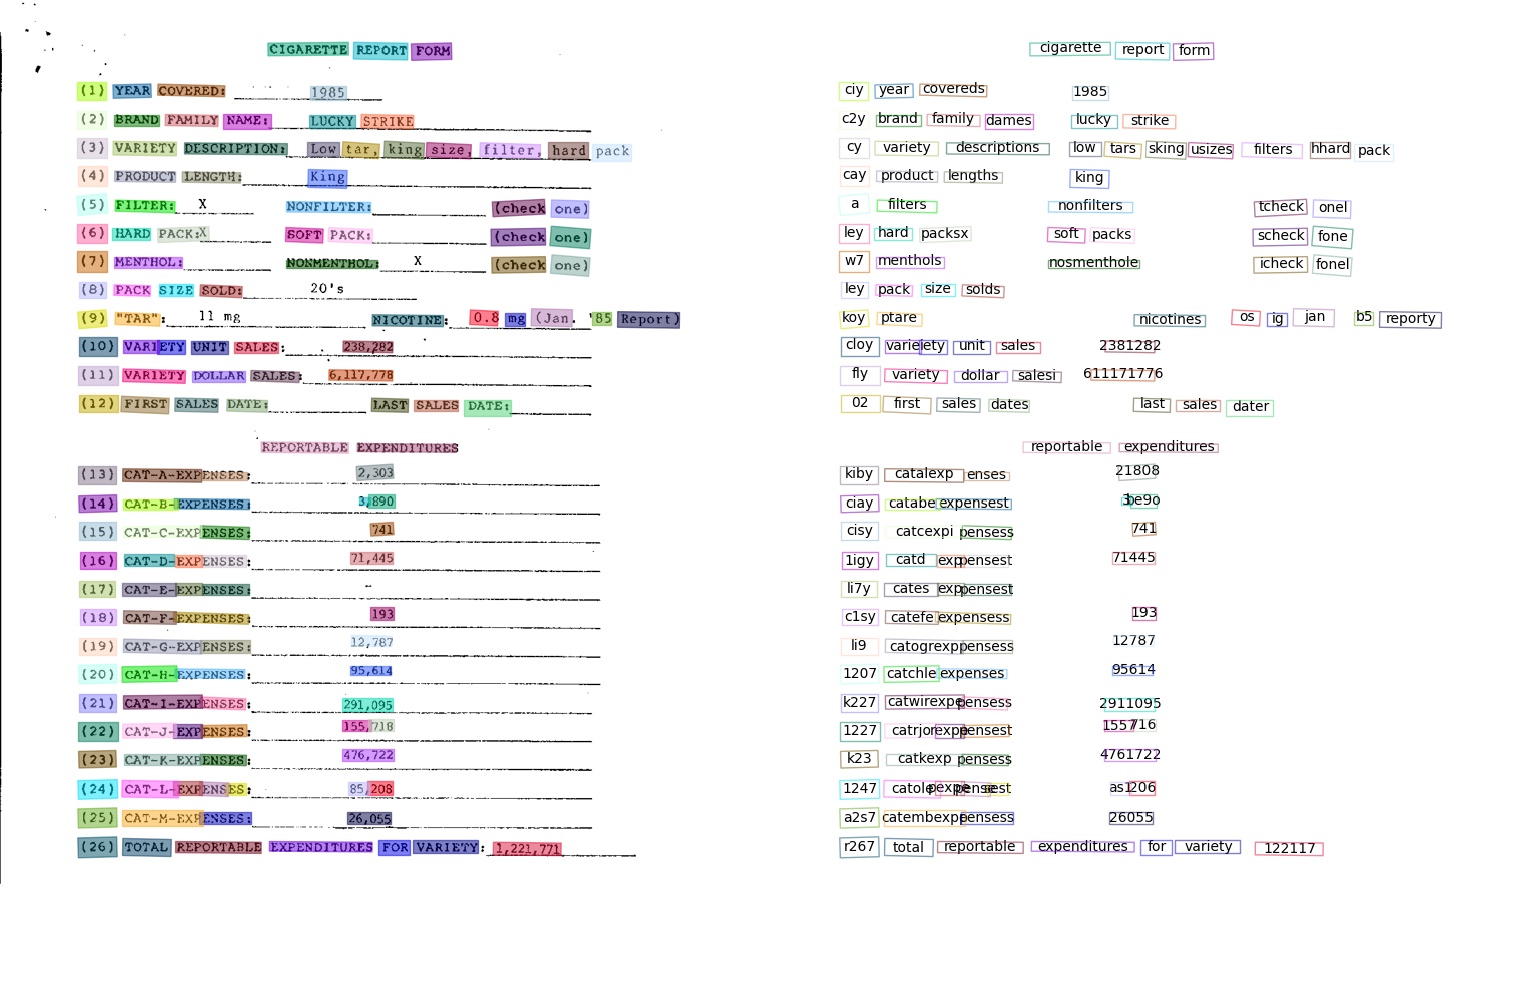 CIGARETTE REPORT FORM
(1) YEAR COVERED: 1985
(2) BRAND FAMILY NAME: LUCKY STRIKE
(3) VARIETY DESCRIPTION: Low tar, king size, filter, hard pack
(4) PRODUCT LENGTH: King
(5) FILTER: X NONFILTER: (check one)
(6) HARD PACK: X SOFT PACK: (check one)
(7) MENTHOL: NONMENTHOL: X (check one)
(8) PACK SIZE SOLD: 20's
(9) "TAR": 11 mg NICOTINE: 0.8 mg (Jan. '85 Report)
(10) VARIETY UNIT SALES: 238,282
(11) VARIETY DOLLAR SALES: 6,117,778
(12) FIRST SALES DATE: LAST SALES DATE:
REPORTABLE EXPENDITURES
(13) CAT-A-EXPENSES: 2,303
(14) CAT-B-EXPENSES: 3,890
(15) CAT-C-EXPENSES: 741
(16) CAT-D-EXPENSES: 71,445
(17) CAT-E-EXPENSES: -
(18) CAT-F-EXPENSES: 193
(19) CAT-G-EXPENSES: 12,787
(20) CAT-H-EXPENSES: 95,614
(21) CAT-I-EXPENSES: 291,095
(22) CAT-J-EXPENSES: 155,718
(23) CAT-K-EXPENSES: 476,722
(24) CAT-L-EXPENSES: 85,208
(25) CAT-M-EXPENSES: 26,055
(26) TOTAL REPORTABLE EXPENDITURES FOR VARIETY: 1,221,771
cigarette report form
ciy year covereds 1985
c2y brand family dames lucky strike
cy variety descriptions low tars sking usizes filters hhard pack
cay product lengths king
a filters nonfilters tcheck onel
ley hard packsx soft packs scheck fone
w7 menthols nosmenthole icheck fonel
ley pack size solds
koy ptare nicotines os ig jan b5 reporty
cloy unit sales 2381282
fly variety dollar salesi 611171776
02 first sales dates last sales dater
reportable expenditures
kiby catalexp enses 21808
ciay catabe expensest
cisy catcexpi pensess 741
1igy catd pensest 71445
li7y cates pensest
c1sy catefe expensess 193
li9 catogrexp pensess 12787
1207 catchle expenses 95614
k227 catwirexpe pensess 2911095
1227 catrjor 716
k23 catkexp pensess 4761722
1247
a2s7 catembexpp ensess 26055
r267 total reportable expenditures for variety 122117